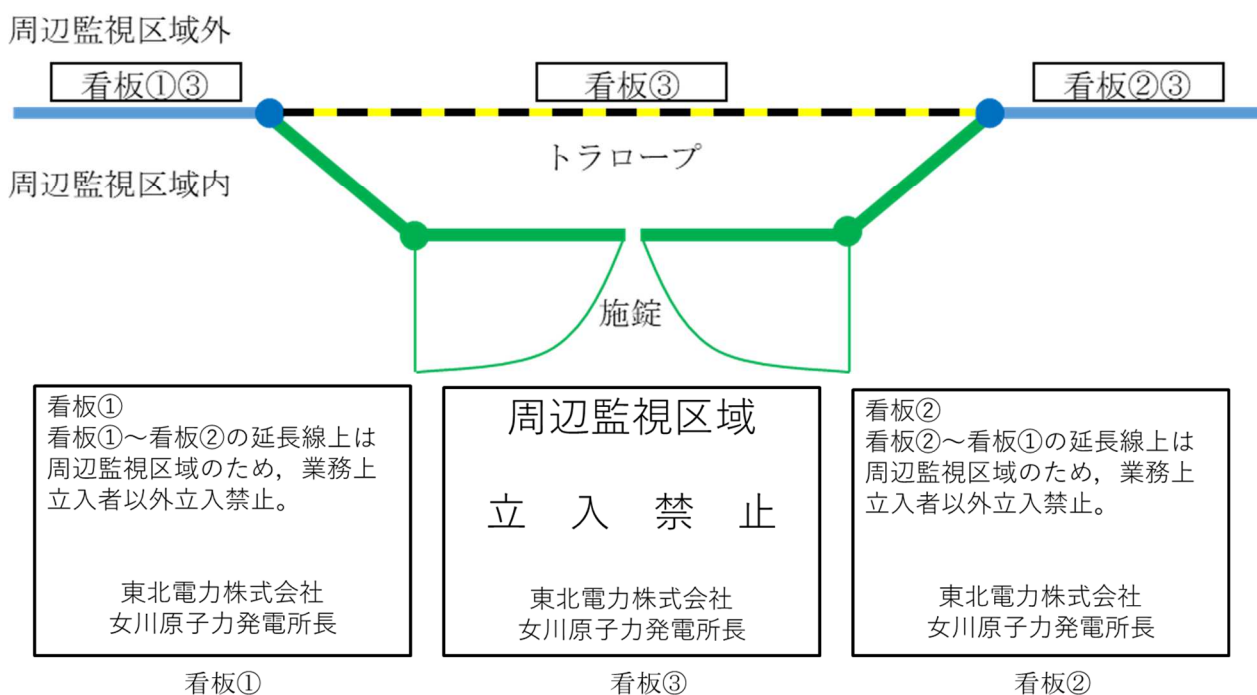 周辺監視区域外
看板①③
看板③
看板②③
トラロープ
周辺監視区域内
施錠
看板①
看板①～看板②の延長線上は
周辺監視区域のため，業務上
立入者以外立入禁止。
東北電力株式会社
女川原子力発電所長
周辺監視区域
立　入　禁　止
東北電力株式会社
女川原子力発電所長
看板②
看板②～看板①の延長線上は
周辺監視区域のため，業務上
立入者以外立入禁止。
東北電力株式会社
女川原子力発電所長
看板①
看板③
看板②